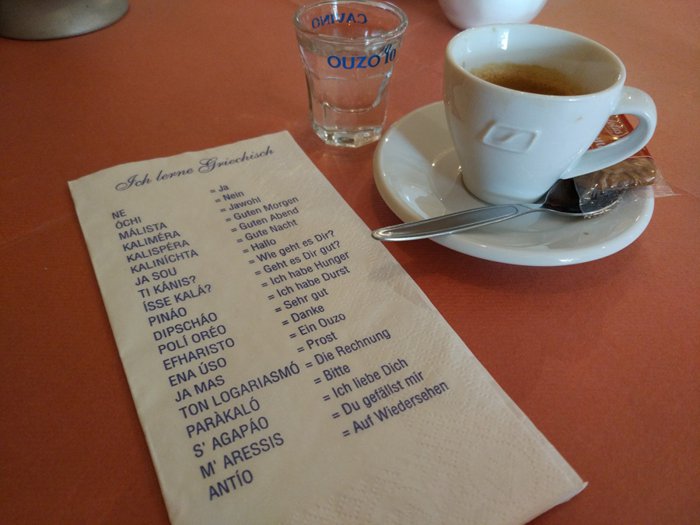 CAVINO
OUZO 10
Ich lerne Griechisch
NE = Ja
ÓCHI = Nein
MÁLISTA = Jawohl
KALIMÉRA = Guten Morgen
KALISPÉRA = Guten Abend
KALINÍCHTA = Gute Nacht
JA SOU = Hallo
TI KÁNIS? = Wie geht es Dir?
ÍSSE KALÁ? = Geht es Dir gut?
PINÁO = Ich habe Hunger
DIPSCHÁO = Ich habe Durst
POLÍ ORÉO = Sehr gut
EFHARISTO = Danke
ENA ÚSO = Ein Ouzo
JA MAS = Prost
TON LOGARIASMÓ = Die Rechnung
PARÀKALÓ = Bitte
S' AGAPÁO = Ich liebe Dich
M' ARESSIS = Du gefällst mir
ANTÍO = Auf Wiedersehen